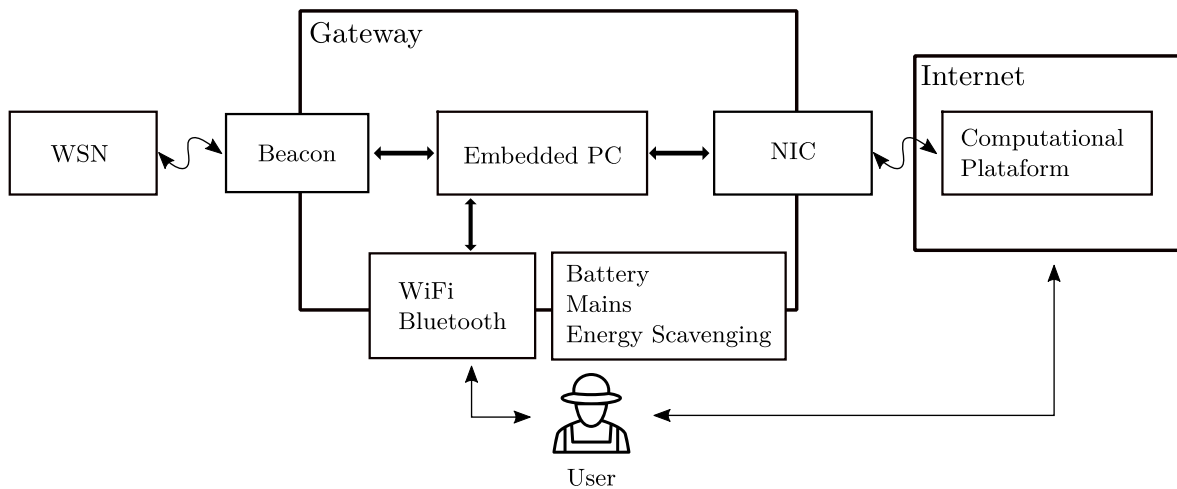 Gateway
Internet
WSN
Beacon
Embedded PC
NIC
Computational
Plataform
WiFi
Bluetooth
Battery
Mains
Energy Scavenging
User